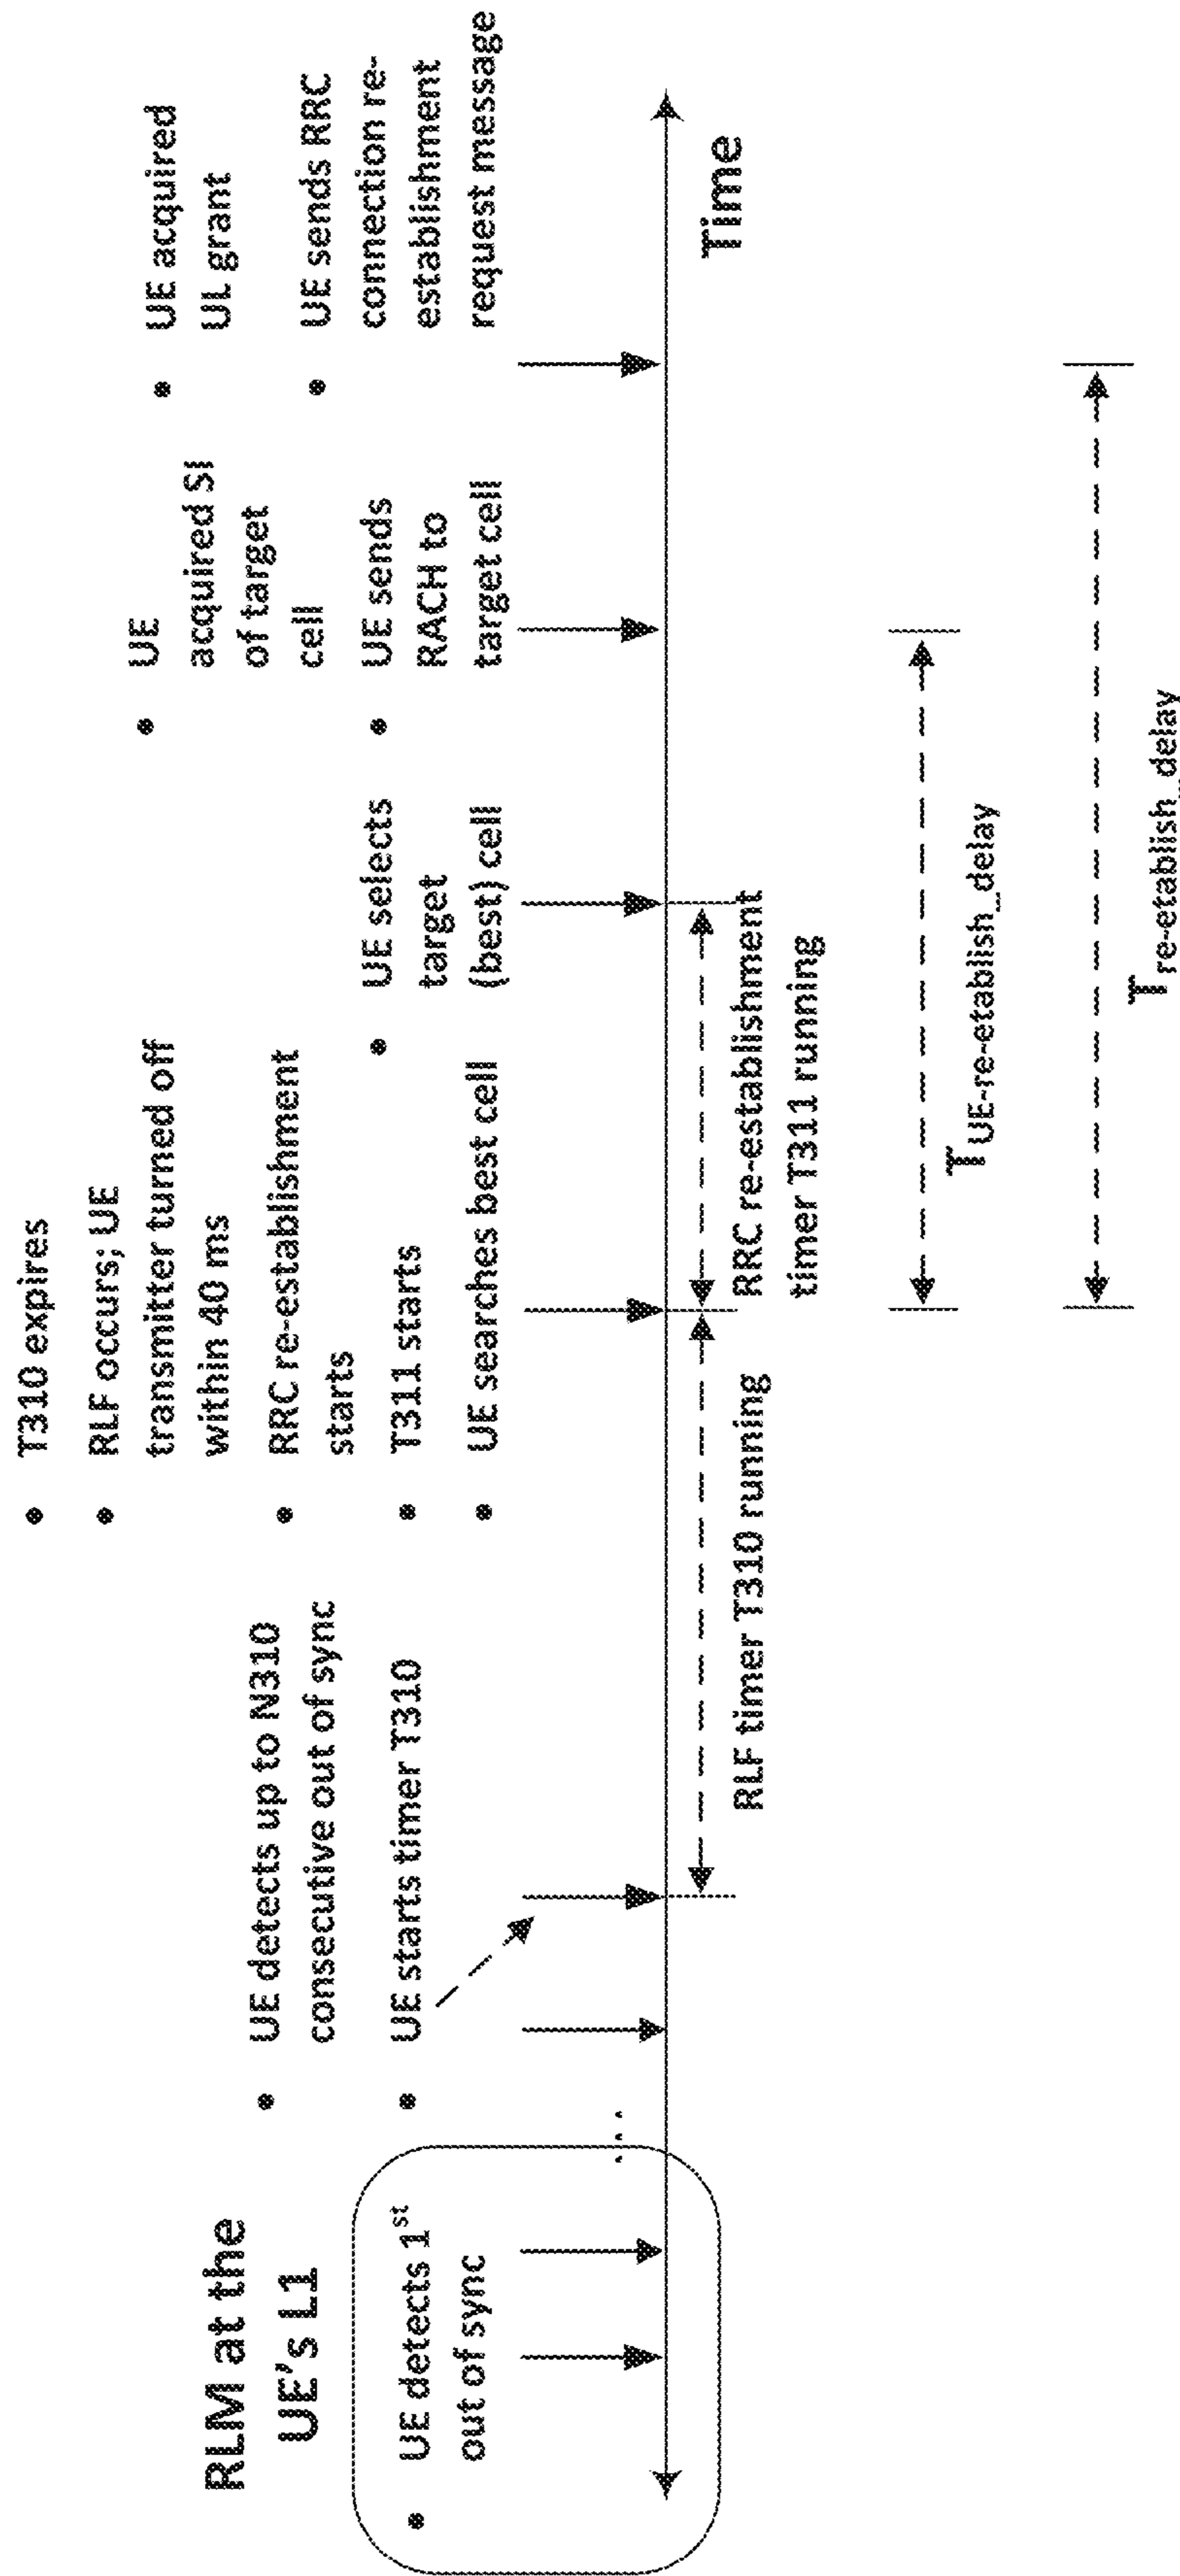 RLM at the
UE's L1
• UE detects 1st
out of sync
...
• UE detects up to N310
consecutive out of sync
• UE starts timer T310
• T310 expires
• RLF occurs; UE
transmitter turned off
within 40 ms
• RRC re-establishment
starts
• T311 starts
• UE searches best cell
• UE selects
target
(best) cell
• UE
acquired SI
of target
cell
• UE sends
RACH to
target cell
• UE acquired
UL grant
• UE sends RRC
connection re-
establishment
request message
Time
RLF timer T310 running
RRC re-establishment
timer T311 running
TUE-re-etablish_delay
Tre-etablish_delay